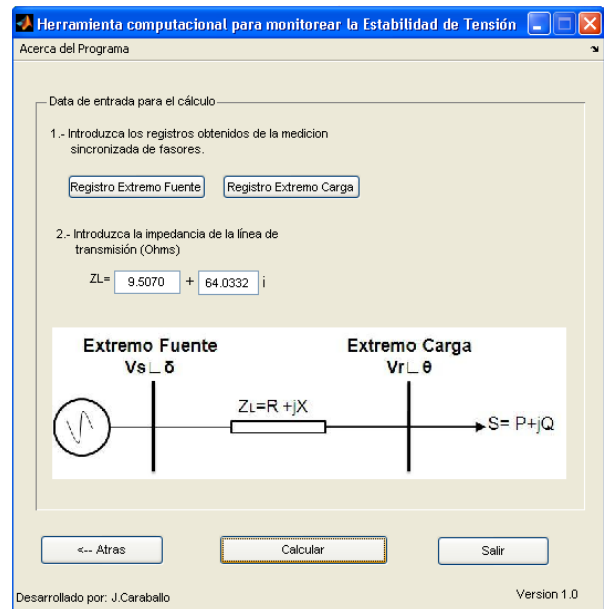 Herramienta computacional para monitorear la Estabilidad de Tensión
Acerca del Programa
Data de entrada para el cálculo
1.- Introduzca los registros obtenidos de la medicion
sincronizada de fasores.
Registro Extremo Fuente Registro Extremo Carga
2.- Introduzca la impedancia de la línea de
transmisión (Ohms)
ZL= 9.5070 + 64.0332 i
Extremo Fuente Extremo Carga
Vs∟δ Vr∟θ
ZL=R +jX
S= P+jQ
<-- Atras Calcular Salir
Desarrollado por: J.Caraballo Version 1.0